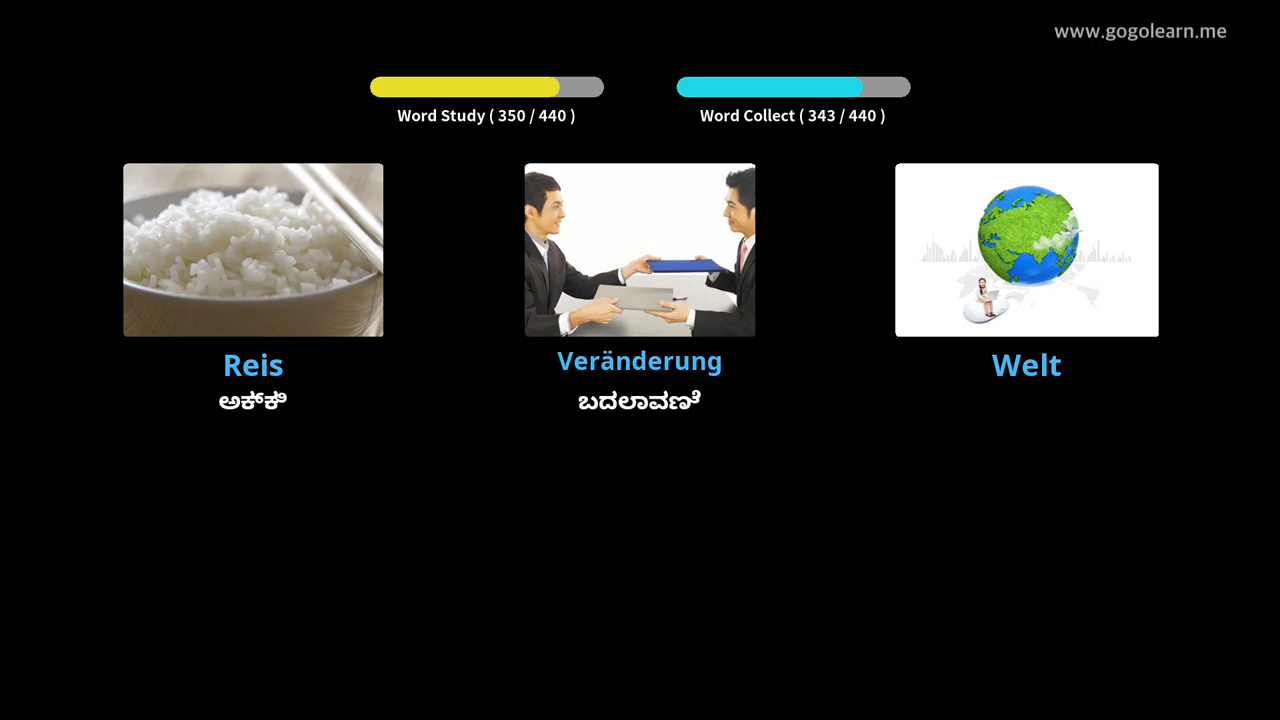 www.gogolearn.me
Word Study ( 350 / 440 )
Word Collect ( 343 / 440 )
Reis
ಅಕ್ಕಿ
Veränderung
ಬದಲಾವಣೆ
Welt